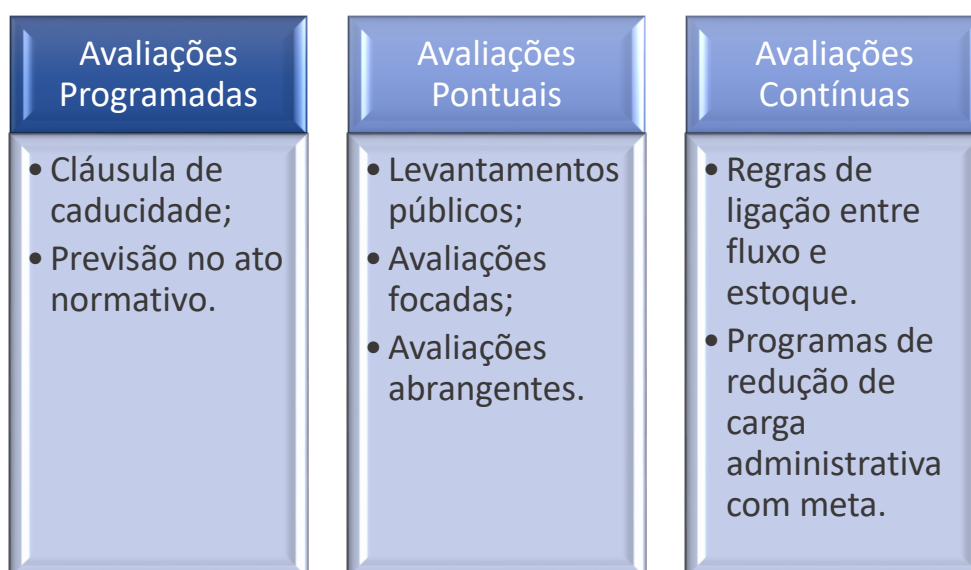 Avaliações
Programadas
• Cláusula de
caducidade;
• Previsão no ato
normativo.
Avaliações
Pontuais
• Levantamentos
públicos;
• Avaliações
focadas;
• Avaliações
abrangentes.
Avaliações
Contínuas
• Regras de
ligação entre
fluxo e
estoque.
• Programas de
redução de
carga
administrativa
com meta.